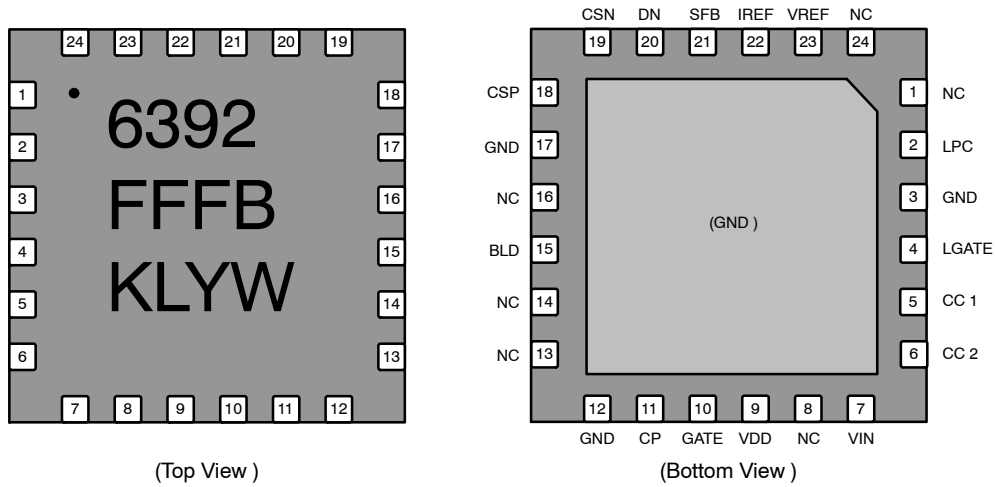 24 23 22 21 20 19
1 18
2 17
3 16
4 15
5 14
6 13
7 8 9 10 11 12
6392
FFFB
KLYW
(Top View )
CSN DN SFB IREF VREF NC
19 20 21 22 23 24
CSP 18 1 NC
GND 17 2 LPC
NC 16 3 GND
(GND )
BLD 15 4 LGATE
NC 14 5 CC 1
NC 13 6 CC 2
12 11 10 9 8 7
GND CP GATE VDD NC VIN
(Bottom View )